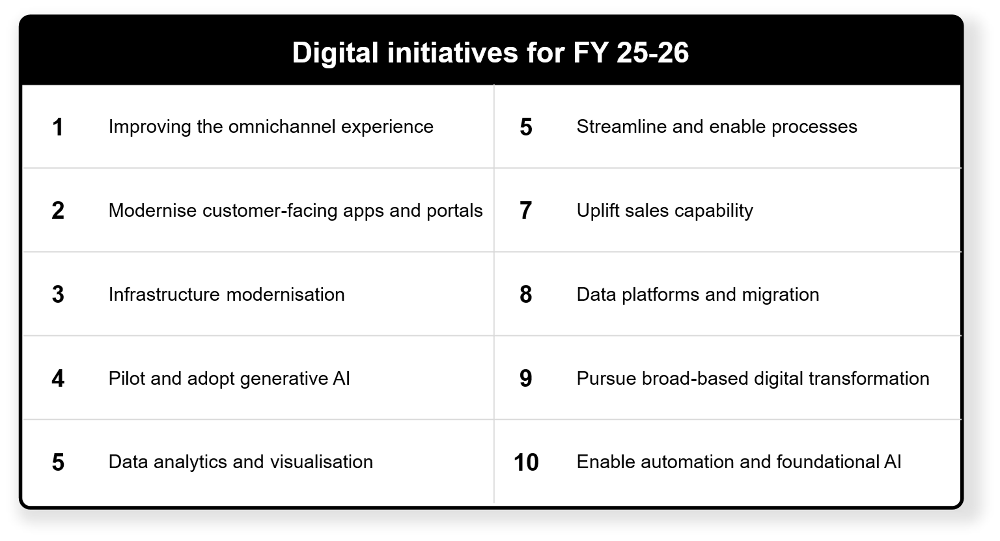 Digital initiatives for FY 25-26
1 Improving the omnichannel experience
2 Modernise customer-facing apps and portals
3 Infrastructure modernisation
4 Pilot and adopt generative AI
5 Data analytics and visualisation
5 Streamline and enable processes
7 Uplift sales capability
8 Data platforms and migration
9 Pursue broad-based digital transformation
10 Enable automation and foundational AI